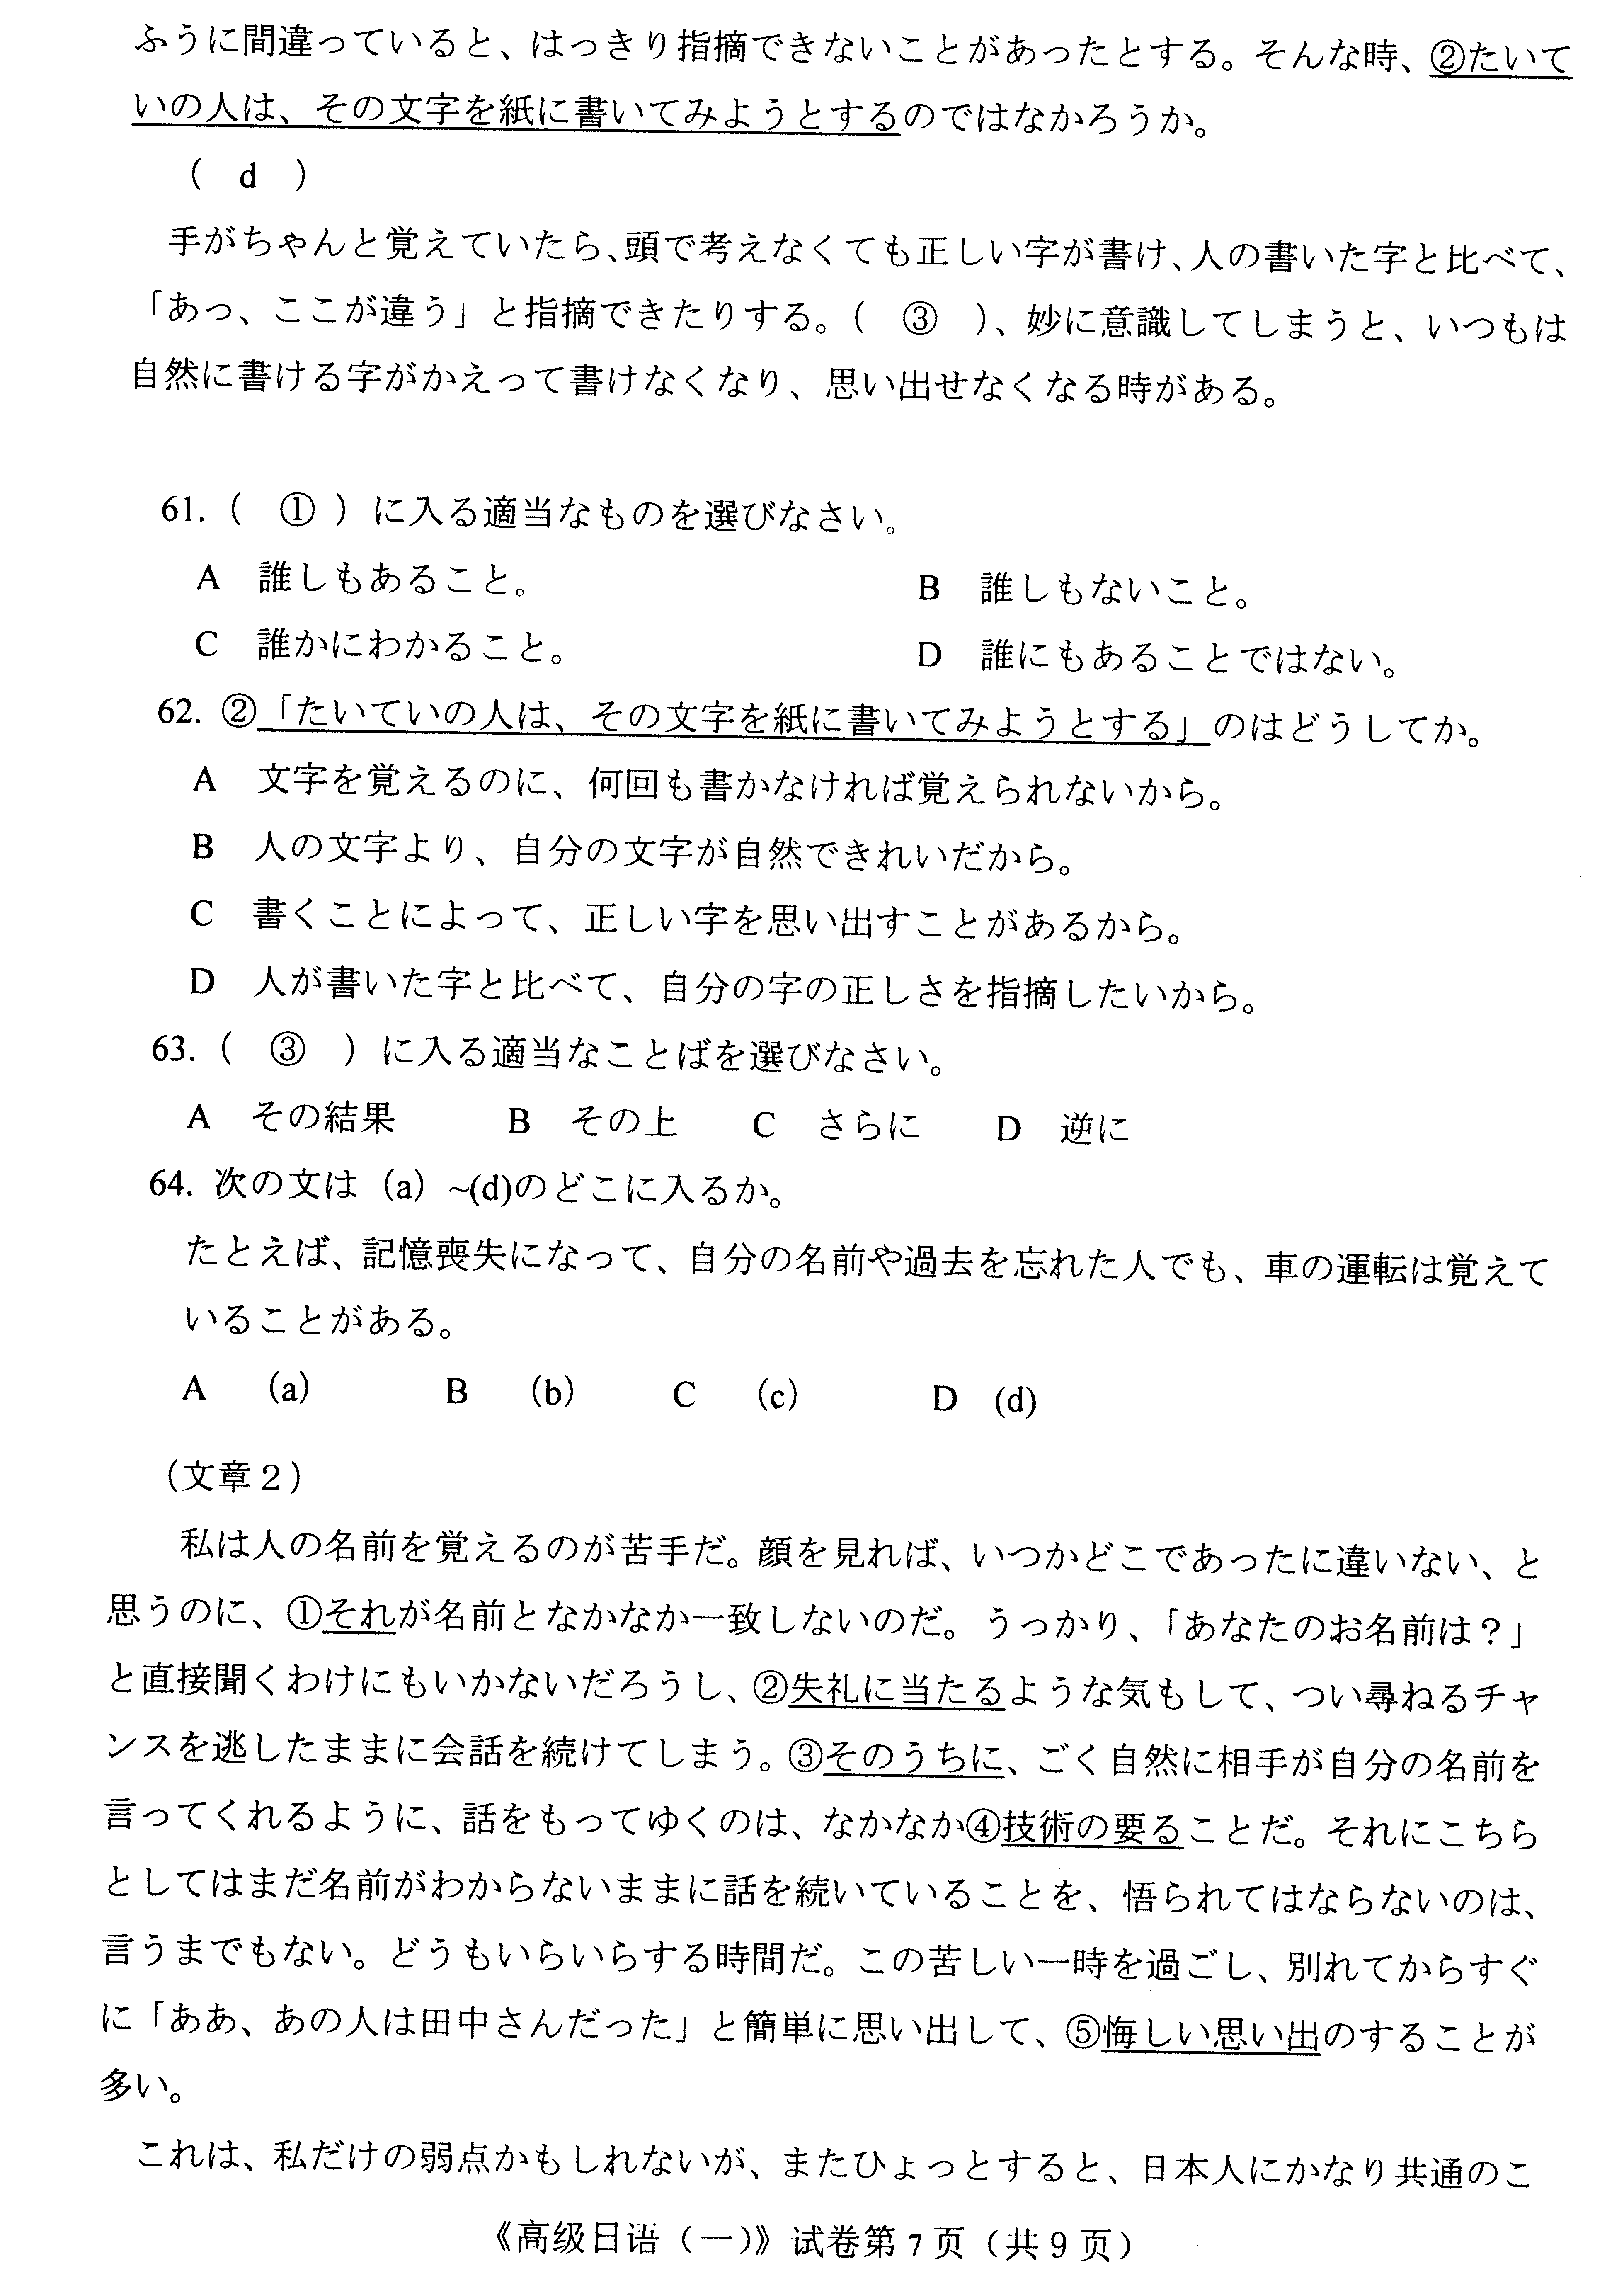 ふうに間違っていると、はっきり指摘できないことがあったとする。そんな時、②たいて
いの人は、その文字を紙に書いてみようとするのではなかろうか。
（　d　）
手がちゃんと覚えていたら、頭で考えなくても正しい字が書け、人の書いた字と比べて、
「あっ、ここが違う」と指摘できたりする。（　③　）、妙に意識してしまうと、いつもは
自然に書ける字がかえって書けなくなり、思い出せなくなる時がある。
61.（　①　）に入る適当なものを選びなさい。
A　誰しもあること。　B　誰しもないこと。
C　誰かにわかること。　D　誰にもあることではない。
62. ②「たいていの人は、その文字を紙に書いてみようとする」のはどうしてか。
A　文字を覚えるのに、何回も書かなければ覚えられないから。
B　人の文字より、自分の文字が自然できれいだから。
C　書くことによって、正しい字を思い出すことがあるから。
D　人が書いた字と比べて、自分の字の正しさを指摘したいから。
63.（　③　）に入る適当なことばを選びなさい。
A　その結果　B　その上　C　さらに　D　逆に
64. 次の文は（a）~(d)のどこに入るか。
たとえば、記憶喪失になって、自分の名前や過去を忘れた人でも、車の運転は覚えて
いることがある。
A　（a）　B　（b）　C　（c）　D　(d)
（文章２）
私は人の名前を覚えるのが苦手だ。顔を見れば、いつかどこであったに違いない、と
思うのに、①それが名前となかなか一致しないのだ。うっかり、「あなたのお名前は？」
と直接聞くわけにもいかないだろうし、②失礼に当たるような気もして、つい尋ねるチャ
ンスを逃したままに会話を続けてしまう。③そのうちに、ごく自然に相手が自分の名前を
言ってくれるように、話をもってゆくのは、なかなか④技術の要ることだ。それにこちら
としてはまだ名前がわからないままに話を続いていることを、悟られてはならないのは、
言うまでもない。どうもいらいらする時間だ。この苦しい一時を過ごし、別れてからすぐ
に「ああ、あの人は田中さんだった」と簡単に思い出して、⑤悔しい思い出のすることが
多い。
これは、私だけの弱点かもしれないが、またひょっとすると、日本人にかなり共通のこ
《高级日语（一）》试卷第 7 页（共 9 页）